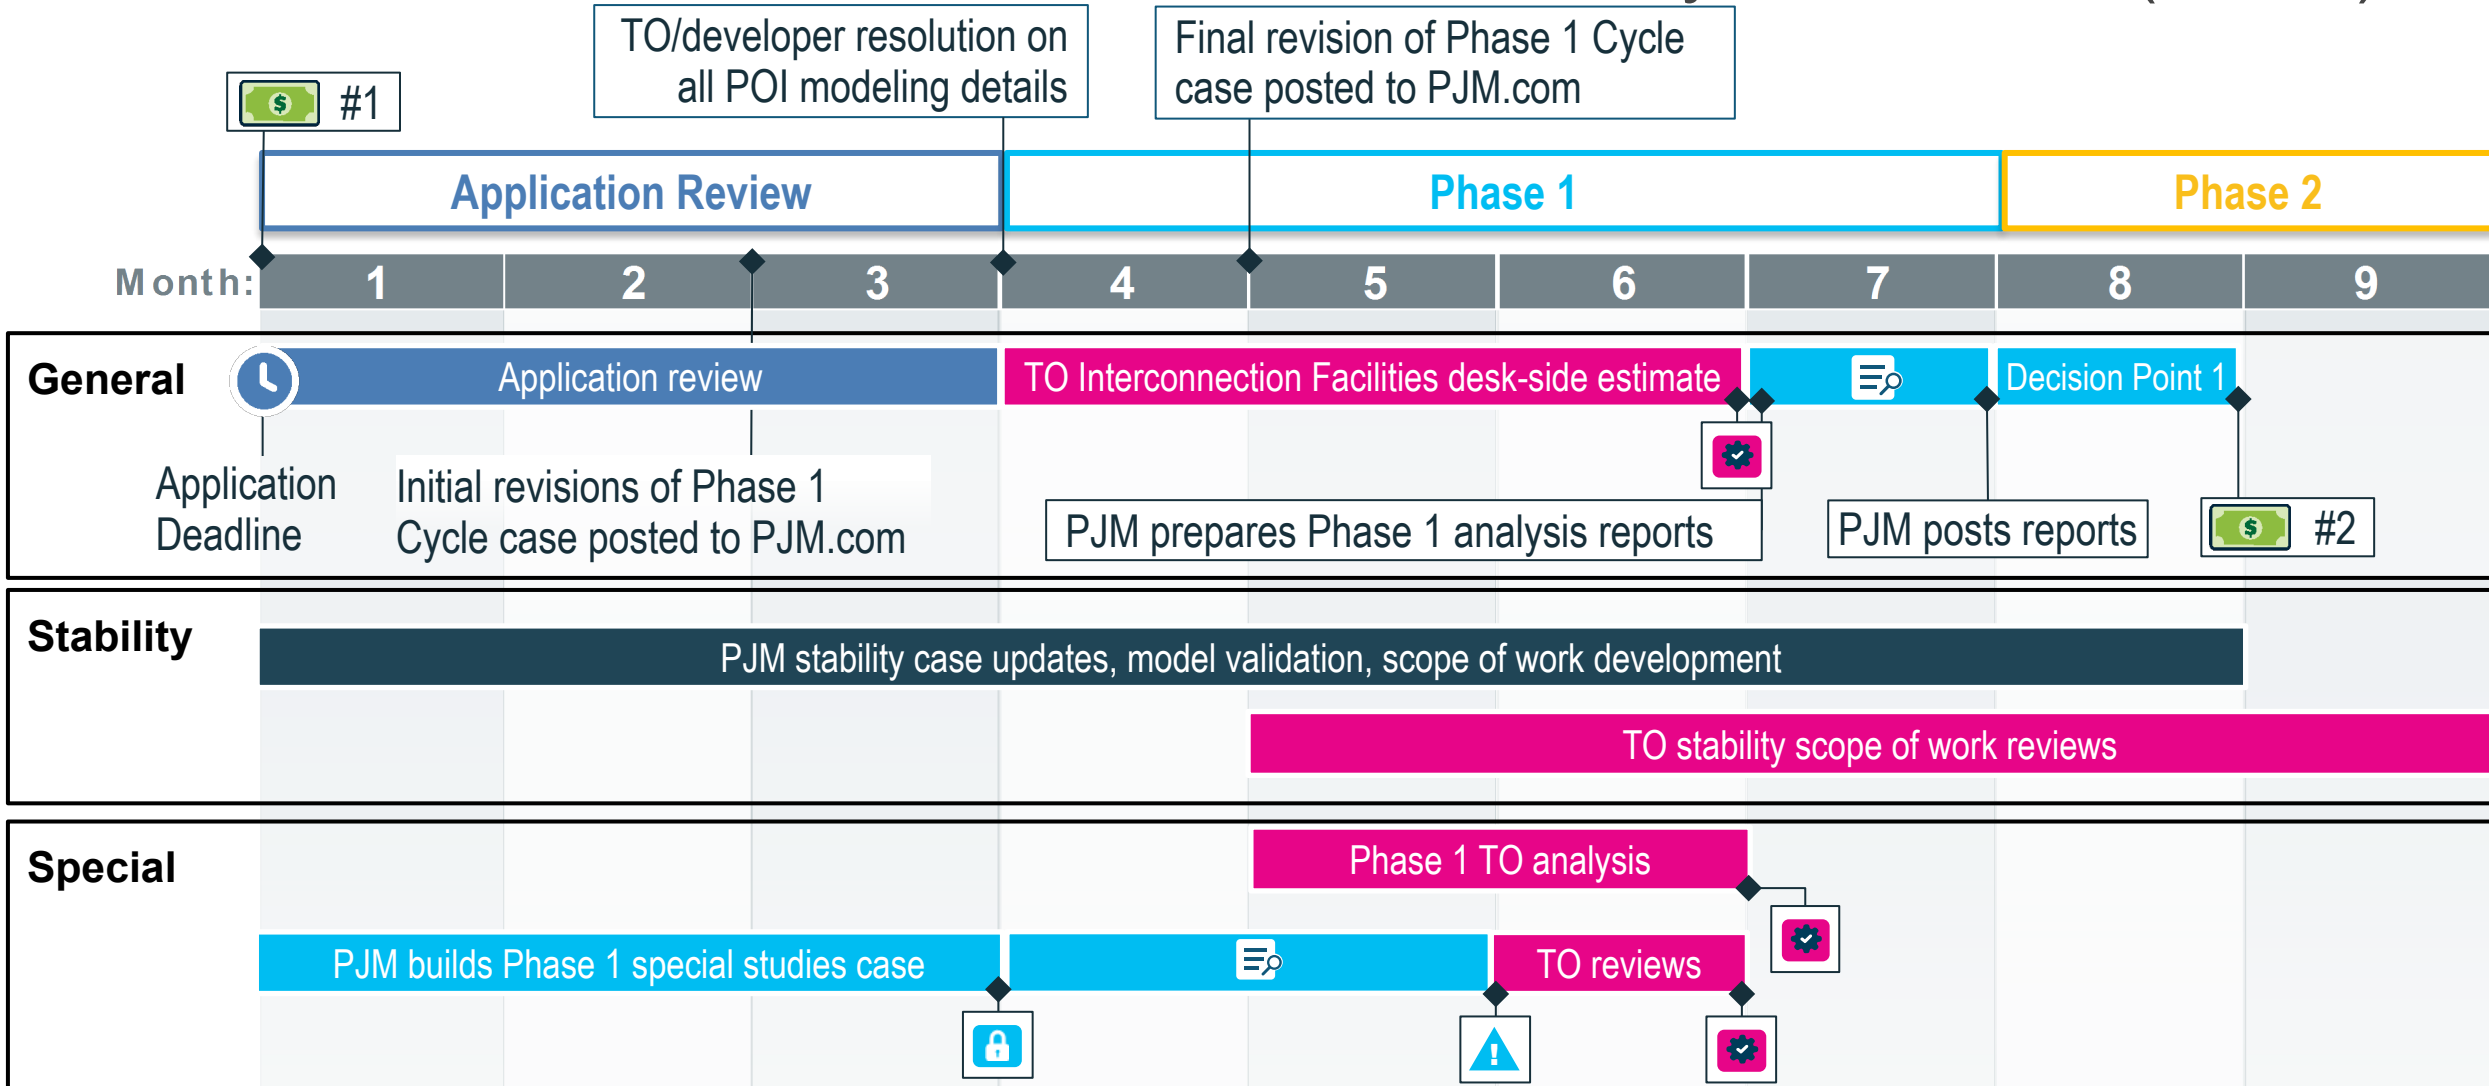 TO/developer resolution on
all POI modeling details
Final revision of Phase 1 Cycle
case posted to PJM.com
#1
Application Review
Phase 1
Phase 2
Month:
1
2
3
4
5
6
7
8
9
General
Application review
TO Interconnection Facilities desk-side estimate
Decision Point 1
Application
Deadline
Initial revisions of Phase 1
Cycle case posted to PJM.com
PJM prepares Phase 1 analysis reports
PJM posts reports
#2
Stability
PJM stability case updates, model validation, scope of work development
TO stability scope of work reviews
Special
Phase 1 TO analysis
PJM builds Phase 1 special studies case
TO reviews